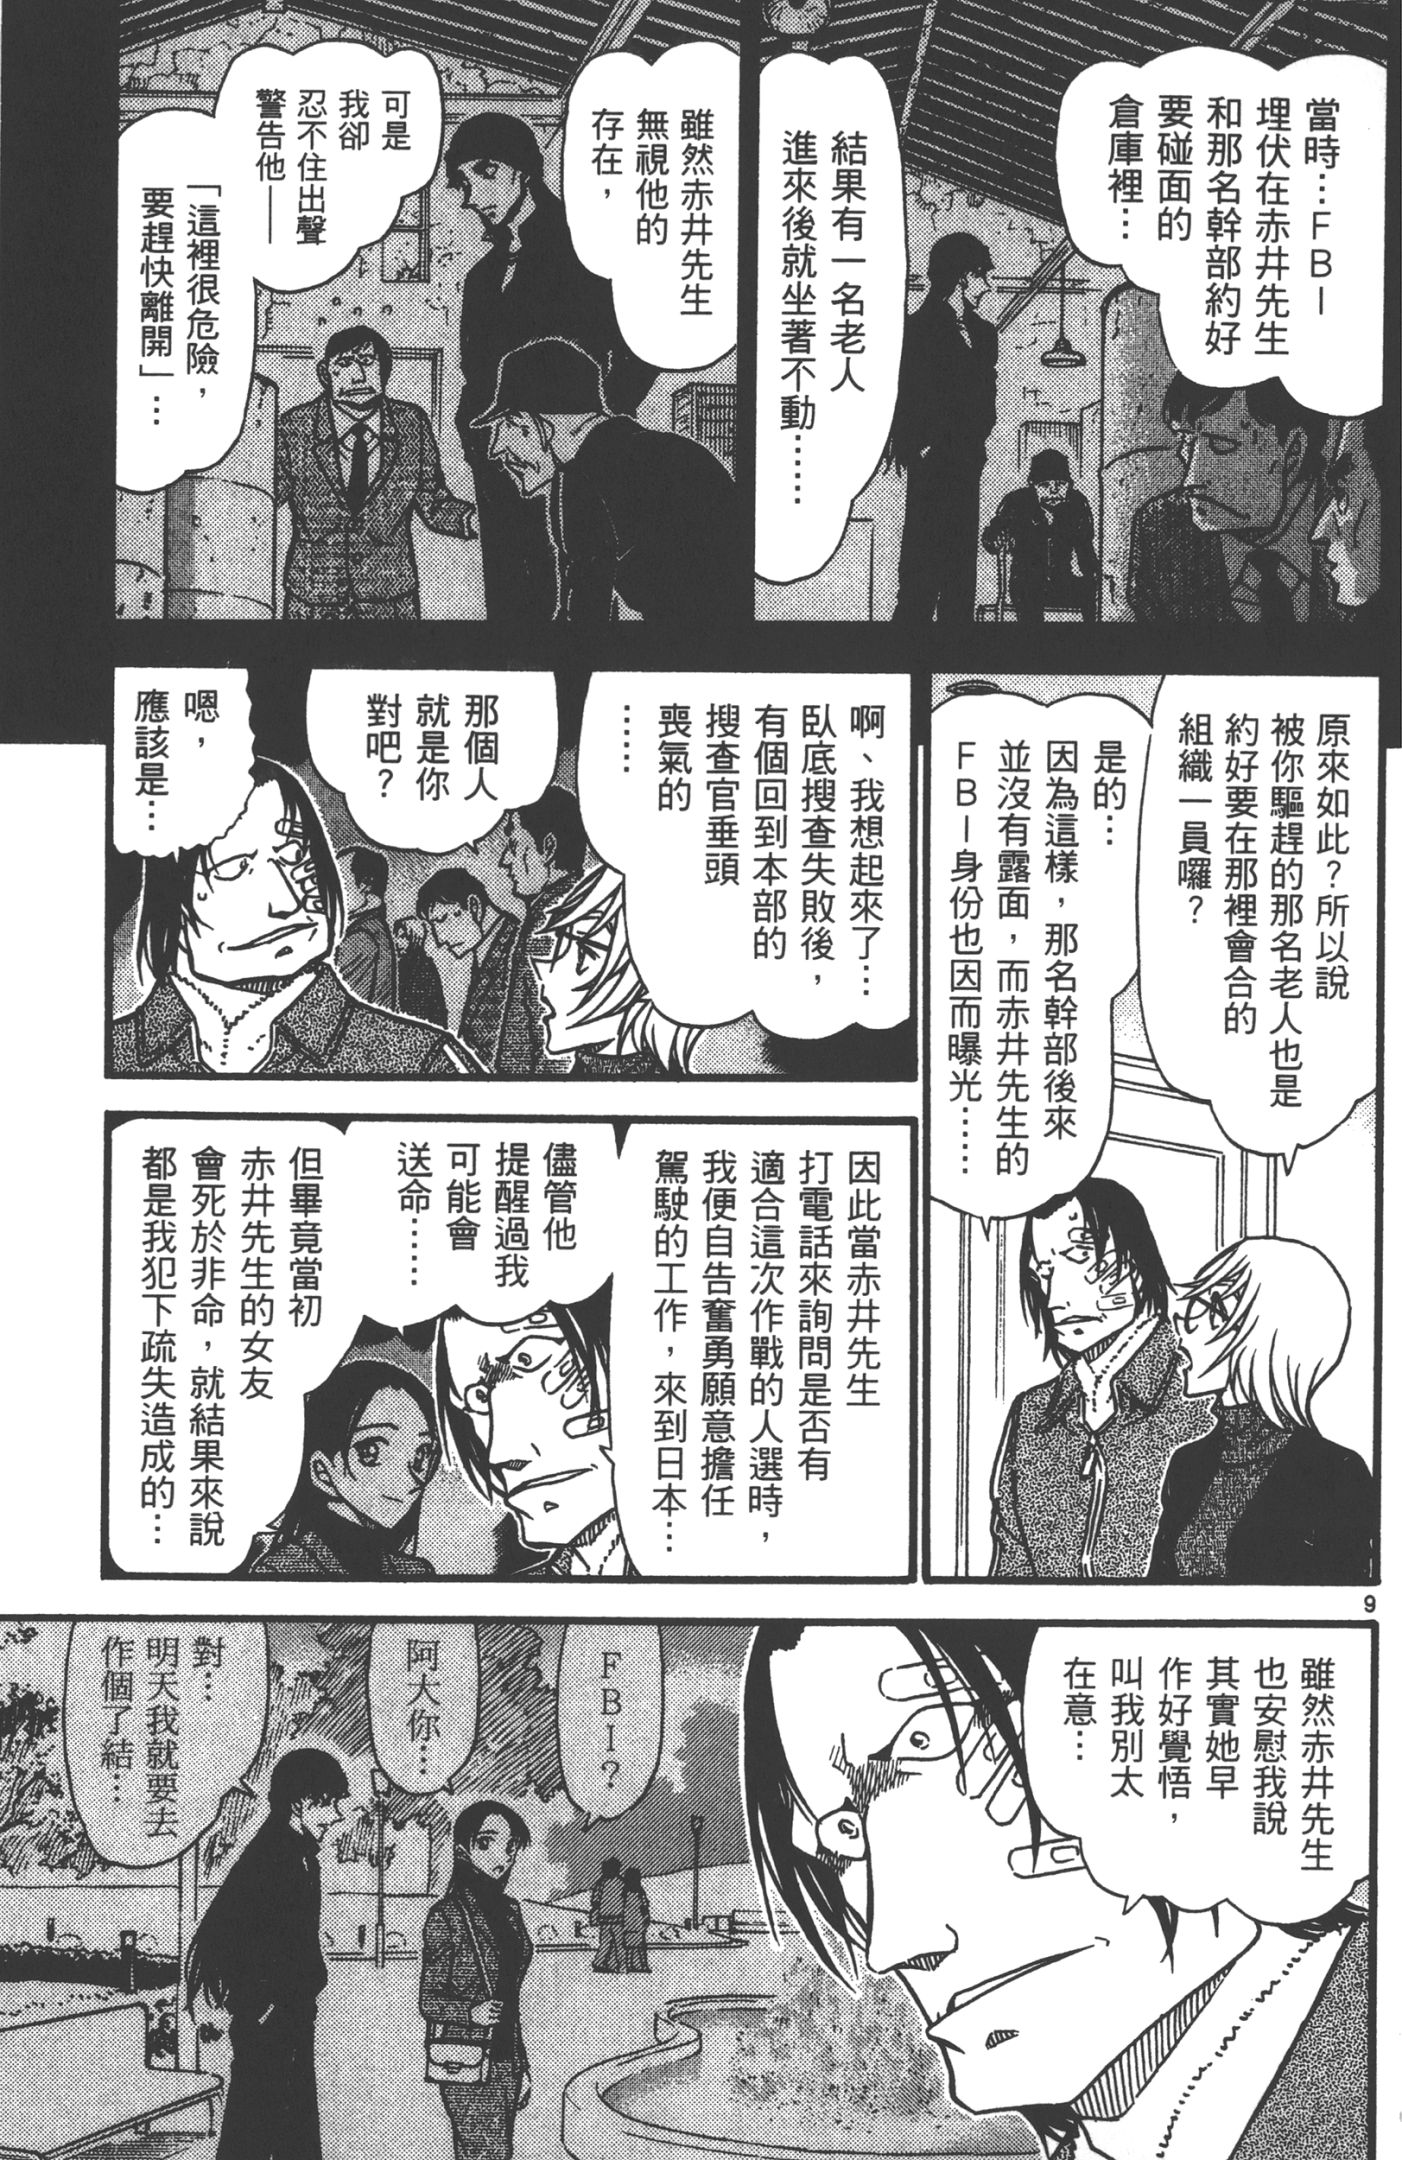 當時…FBI
埋伏在赤井先生
和那名幹部約好
要碰面的
倉庫裡…
結果有一名老人
進來後就坐著不動……
雖然赤井先生
無視他的
存在，
可是
我卻
忍不住出聲
警告他——
「這裡很危險，
要趕快離開」…
原來如此？所以說
被你驅趕的那名老人也是
約好要在那裡會合的
組織一員囉？
是的…
因為這樣，那名幹部後來
並沒有露面，而赤井先生的
FBI身份也因而曝光……
啊、我想起來了…
臥底搜查失敗後，
有個回到本部的
搜查官垂頭
喪氣的
……
那個人
就是你
對吧？
嗯，
應該是…
因此當赤井先生
打電話來詢問是否有
適合這次作戰的人選時，
我便自告奮勇願意擔任
駕駛的工作，來到日本…
儘管他
提醒過我
可能會
送命……
但畢竟當初
赤井先生的女友
會死於非命，就結果來說
都是我犯下疏失造成的…
9
雖然赤井先生
也安慰我說
其實她早
作好覺悟，
叫我別太
在意…
FBI？
阿大你…
對…
明天我就要去
作個了結…